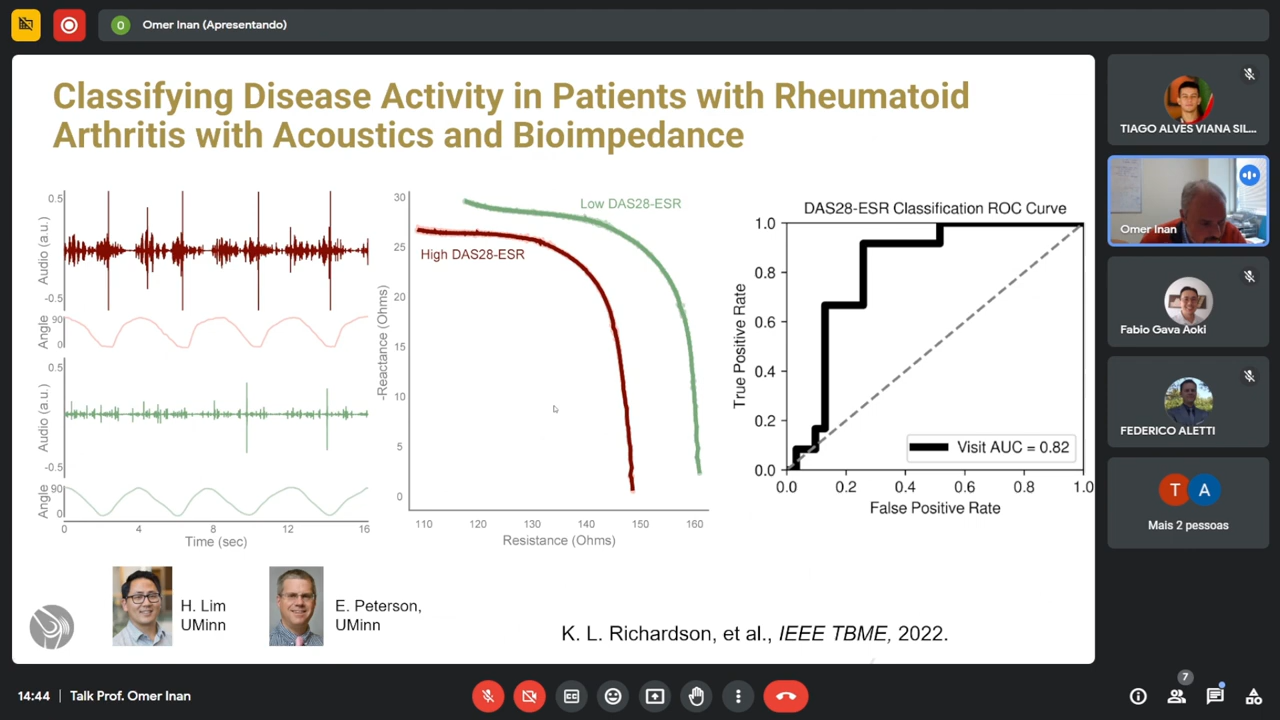 O
Omer Inan (Apresentando)
Classifying Disease Activity in Patients with Rheumatoid
Arthritis with Acoustics and Bioimpedance
0.5
Audio (a.u.)
-0.5
Angle
90
0
0.5
Audio (a.u.)
-0.5
Angle
90
0
0
4
8
12
16
Time (sec)
30
25
20
15
10
5
0
-Reactance (Ohms)
Low DAS28-ESR
High DAS28-ESR
110
120
130
140
150
160
Resistance (Ohms)
DAS28-ESR Classification ROC Curve
1.0
0.8
0.6
0.4
0.2
0.0
True Positive Rate
Visit AUC = 0.82
0.0
0.2
0.4
0.6
0.8
1.0
False Positive Rate
H. Lim
UMinn
E. Peterson,
UMinn
K. L. Richardson, et al., IEEE TBME, 2022.
TIAGO ALVES VIANA SIL...
Omer Inan
Fabio Gava Aoki
FEDERICO ALETTI
T
A
Mais 2 pessoas
14:44 | Talk Prof. Omer Inan
7